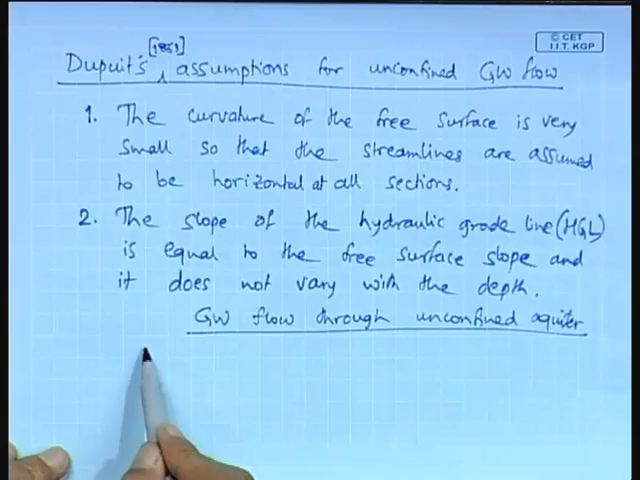 © CET
I.I.T. KGP
[1863]
Dupuit's ∧ assumptions for unconfined GW flow
1. The curvature of the free surface is very
small so that the streamlines are assumed
to be horizontal at all sections.
2. The slope of the hydraulic grade line (HGL)
is equal to the free surface slope and
it does not vary with the depth.
GW flow through unconfined aquifer